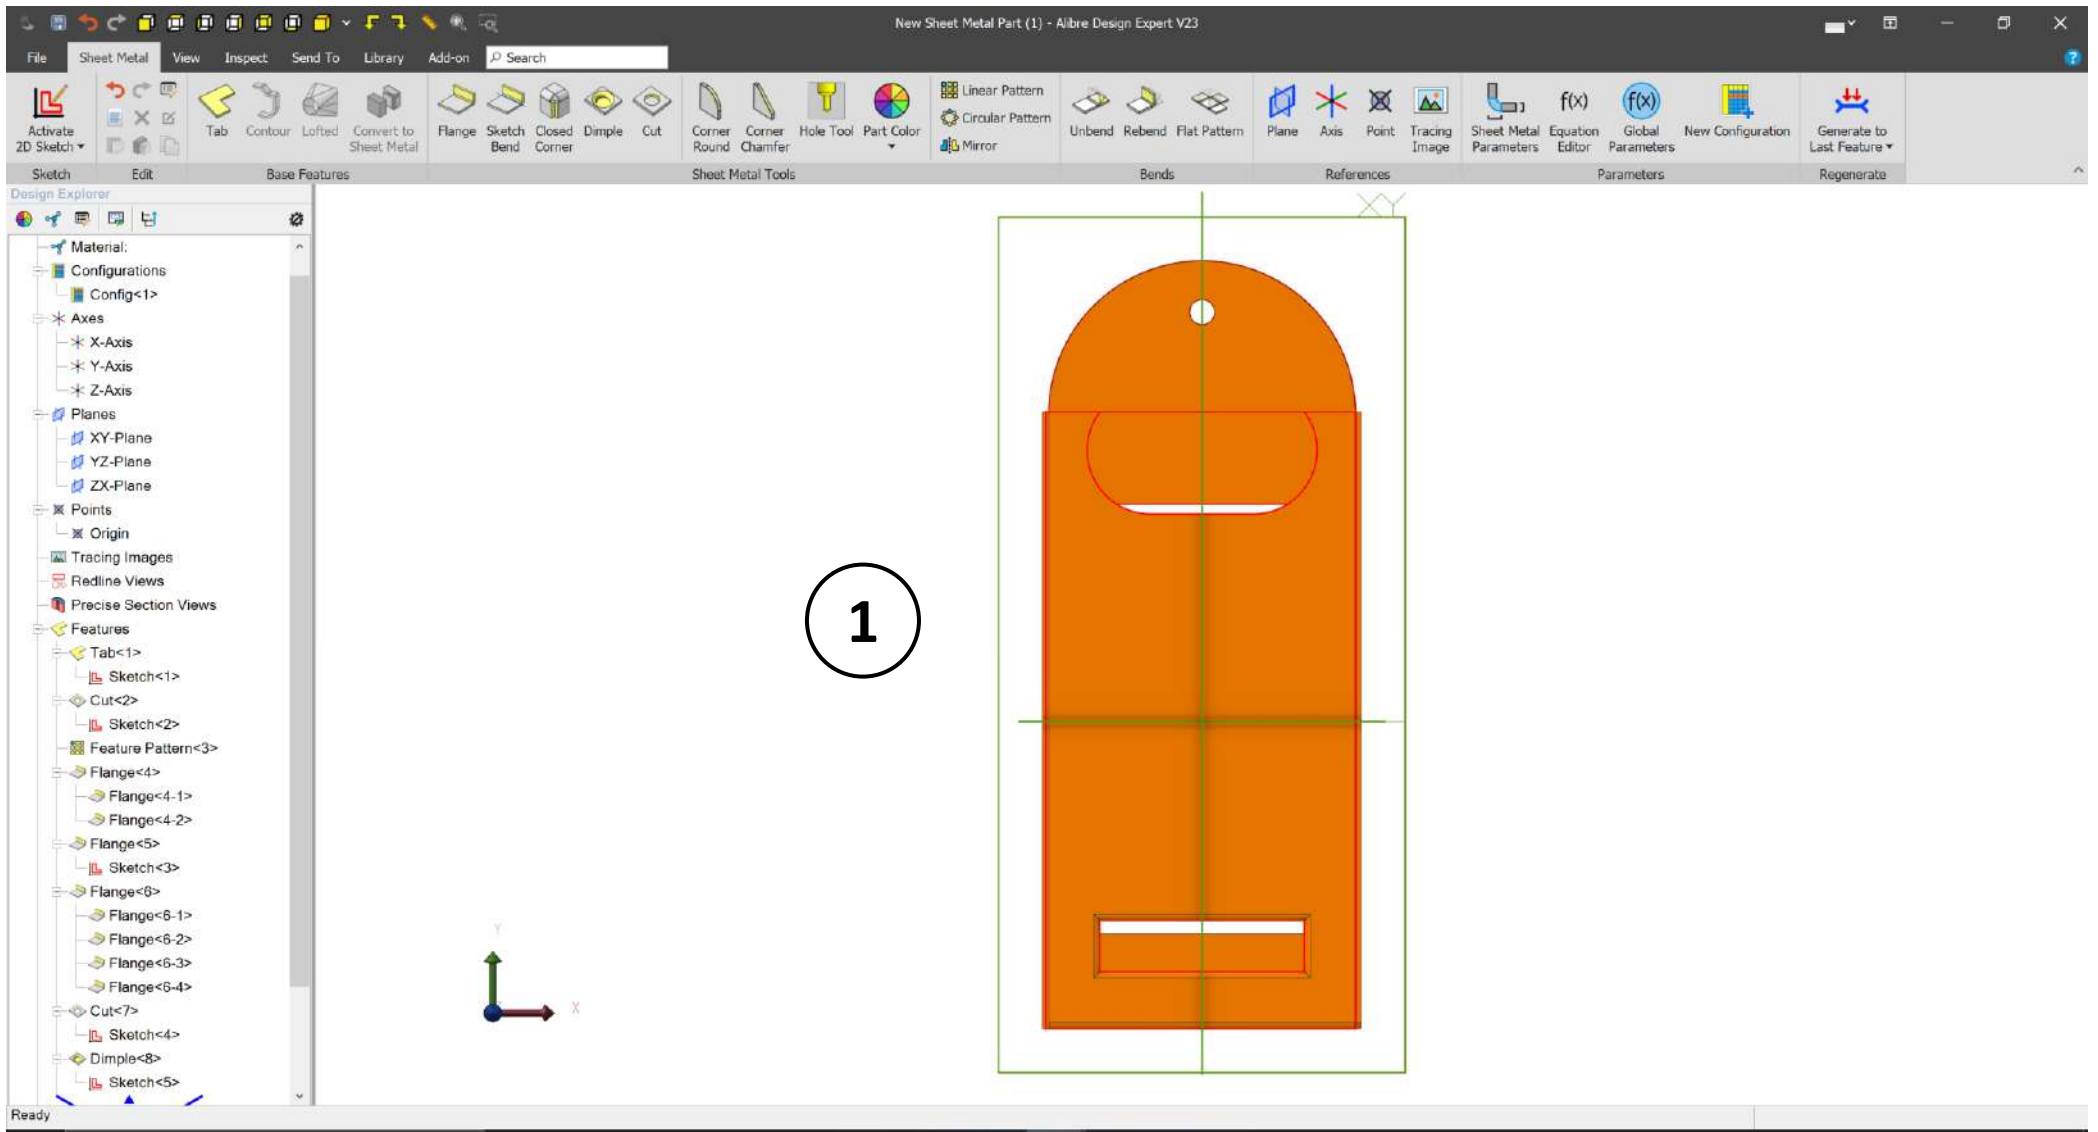 New Sheet Metal Part (1) - Alibre Design Expert V23
File Sheet Metal View Inspect Send To Library Add-on Search
Activate 2D Sketch
Tab Contour Lofted Convert to Sheet Metal
Flange Sketch Bend Closed Corner Dimple Cut
Corner Round Corner Chamfer Hole Tool Part Color
Linear Pattern
Circular Pattern
Mirror
Unbend Rebend Flat Pattern
Plane Axis Point Tracing Image
Sheet Metal Parameters f(x) Equation Editor f(x) Global Parameters New Configuration
Generate to Last Feature
Sketch Edit Base Features Sheet Metal Tools Bends References Parameters Regenerate
Design Explorer
Material:
Configurations
Config<1>
Axes
X-Axis
Y-Axis
Z-Axis
Planes
XY-Plane
YZ-Plane
ZX-Plane
Points
Origin
Tracing Images
Redline Views
Precise Section Views
Features
Tab<1>
Sketch<1>
Cut<2>
Sketch<2>
Feature Pattern<3>
Flange<4>
Flange<4-1>
Flange<4-2>
Flange<5>
Sketch<3>
Flange<6>
Flange<6-1>
Flange<6-2>
Flange<6-3>
Flange<6-4>
Cut<7>
Sketch<4>
Dimple<8>
Sketch<5>
Ready
XY
1
Y
X